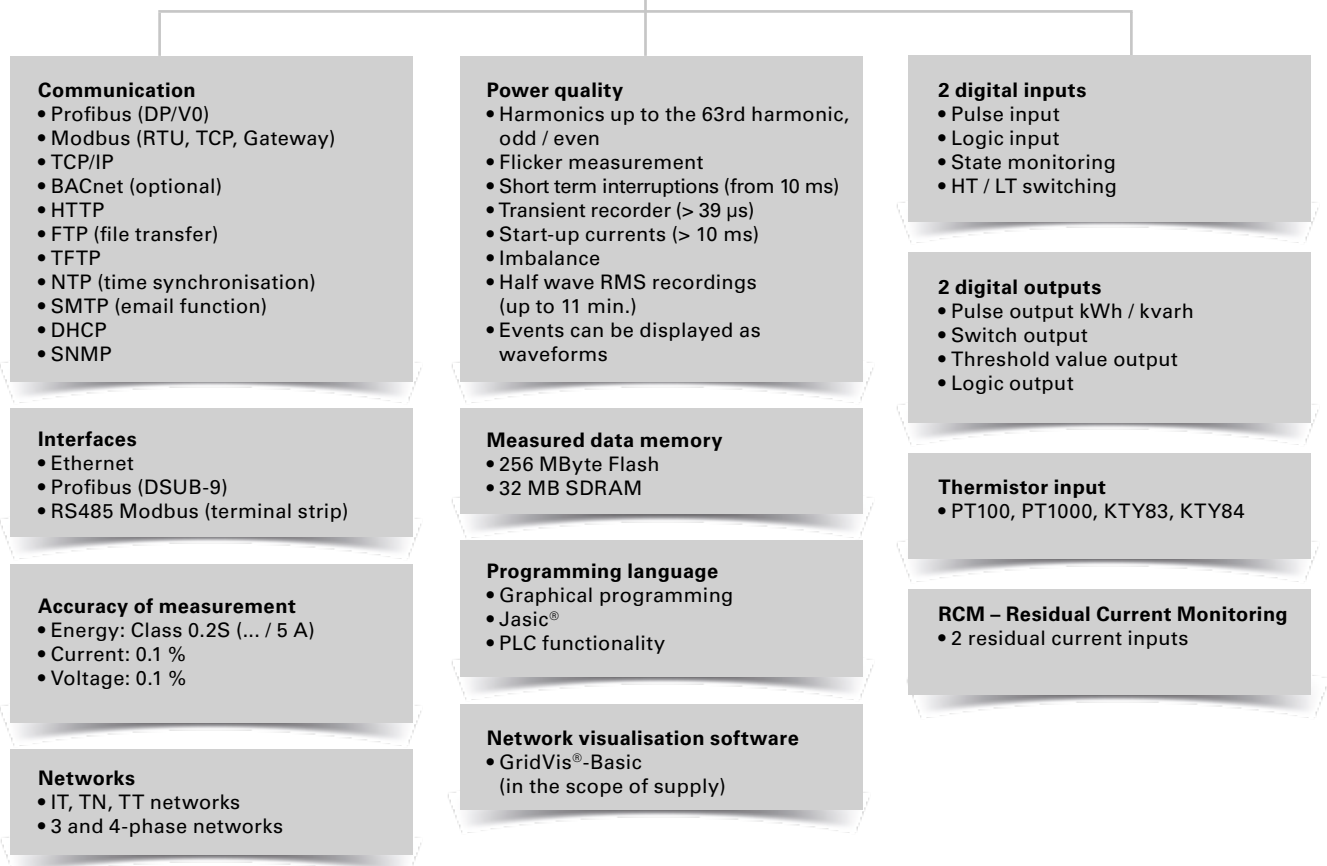 Communication
• Profibus (DP/V0)
• Modbus (RTU, TCP, Gateway)
• TCP/IP
• BACnet (optional)
• HTTP
• FTP (file transfer)
• TFTP
• NTP (time synchronisation)
• SMTP (email function)
• DHCP
• SNMP
Interfaces
• Ethernet
• Profibus (DSUB-9)
• RS485 Modbus (terminal strip)
Accuracy of measurement
• Energy: Class 0.2S (... / 5 A)
• Current: 0.1 %
• Voltage: 0.1 %
Networks
• IT, TN, TT networks
• 3 and 4-phase networks
Power quality
• Harmonics up to the 63rd harmonic,
odd / even
• Flicker measurement
• Short term interruptions (from 10 ms)
• Transient recorder (> 39 µs)
• Start-up currents (> 10 ms)
• Imbalance
• Half wave RMS recordings
(up to 11 min.)
• Events can be displayed as
waveforms
Measured data memory
• 256 MByte Flash
• 32 MB SDRAM
Programming language
• Graphical programming
• Jasic®
• PLC functionality
Network visualisation software
• GridVis®-Basic
(in the scope of supply)
2 digital inputs
• Pulse input
• Logic input
• State monitoring
• HT / LT switching
2 digital outputs
• Pulse output kWh / kvarh
• Switch output
• Threshold value output
• Logic output
Thermistor input
• PT100, PT1000, KTY83, KTY84
RCM – Residual Current Monitoring
• 2 residual current inputs